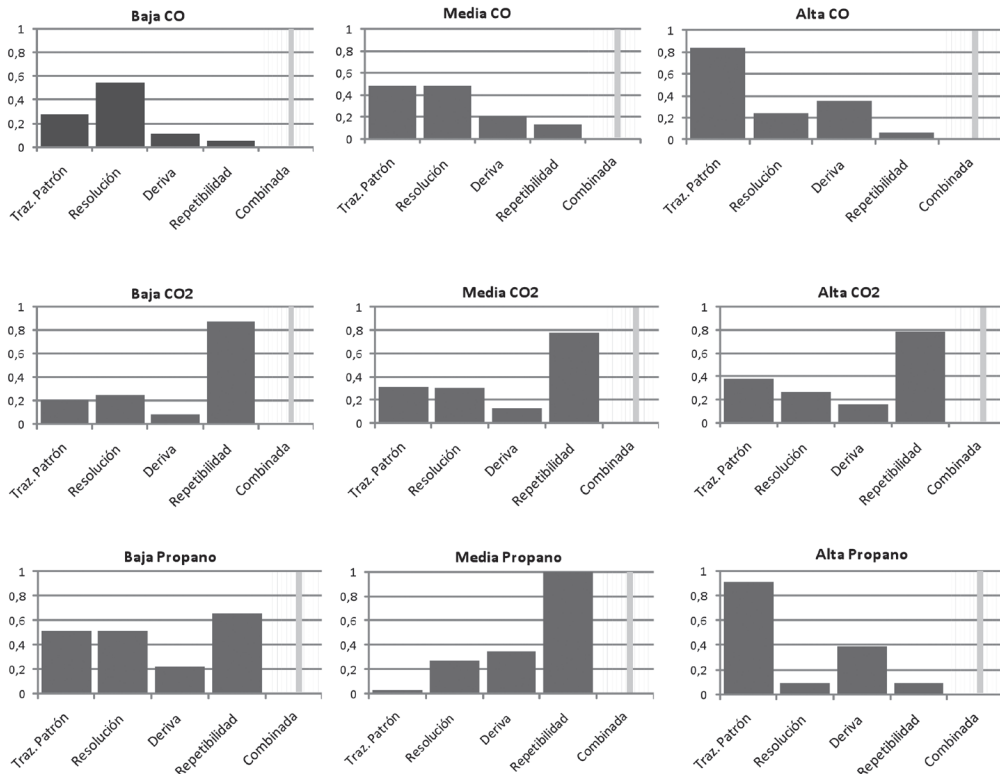 Baja CO
1
0,8
0,6
0,4
0,2
0
Traz. Patrón
Resolución
Deriva
Repetibilidad
Combinada
Media CO
1
0,8
0,6
0,4
0,2
0
Traz. Patrón
Resolución
Deriva
Repetibilidad
Combinada
Alta CO
1
0,8
0,6
0,4
0,2
0
Traz. Patrón
Resolución
Deriva
Repetibilidad
Combinada
Baja CO2
1
0,8
0,6
0,4
0,2
0
Traz. Patrón
Resolución
Deriva
Repetibilidad
Combinada
Media CO2
1
0,8
0,6
0,4
0,2
0
Traz. Patrón
Resolución
Deriva
Repetibilidad
Combinada
Alta CO2
1
0,8
0,6
0,4
0,2
0
Traz. Patrón
Resolución
Deriva
Repetibilidad
Combinada
Baja Propano
1
0,8
0,6
0,4
0,2
0
Traz. Patrón
Resolución
Deriva
Repetibilidad
Combinada
Media Propano
1
0,8
0,6
0,4
0,2
0
Traz. Patrón
Resolución
Deriva
Repetibilidad
Combinada
Alta Propano
1
0,8
0,6
0,4
0,2
0
Traz. Patrón
Resolución
Deriva
Repetibilidad
Combinada